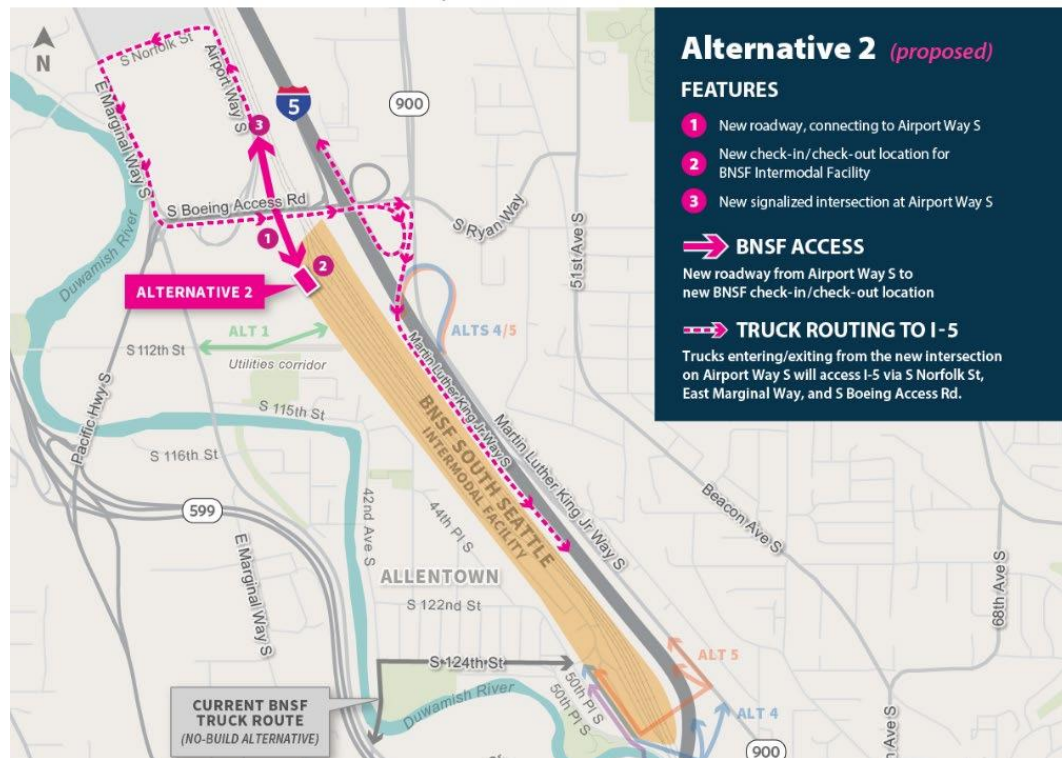 N
S Norfolk St
Airport Way S
E Marginal Way S
3
5
900
S Boeing Access Rd
S Ryan Way
51st Ave S
1
2
Duwamish River
ALTERNATIVE 2
ALT 1
ALTS 4/5
S 112th St
Utilities corridor
Pacific Hwy S
S 115th St
S 116th St
Martin Luther King Jr Way S
Martin Luther King Jr Way S
BNSF SOUTH SEATTLE
INTERMODAL FACILITY
599
42nd Ave S
44th Pl S
Beacon Ave S
68th Ave S
E Marginal Way S
ALLENTOWN
S 122nd St
S 124th St
50th Pl S
50th Pl S
ALT 5
ALT 4
CURRENT BNSF
TRUCK ROUTE
(NO-BUILD ALTERNATIVE)
Duwamish River
900
Alternative 2 (proposed)
FEATURES
1 New roadway, connecting to Airport Way S
2 New check-in/check-out location for
BNSF Intermodal Facility
3 New signalized intersection at Airport Way S
BNSF ACCESS
New roadway from Airport Way S to
new BNSF check-in/check-out location
TRUCK ROUTING TO I-5
Trucks entering/exiting from the new intersection
on Airport Way S will access I-5 via S Norfolk St,
East Marginal Way, and S Boeing Access Rd.